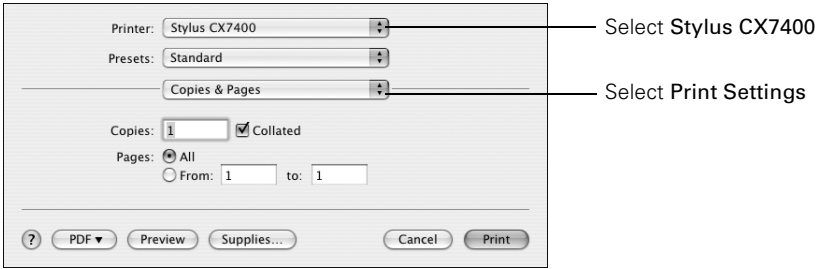 Printer: Stylus CX7400 Select Stylus CX7400
Presets: Standard
Copies & Pages Select Print Settings
Copies: 1 Collated
Pages: All
From: 1 to: 1
? PDF▼ Preview Supplies... Cancel Print